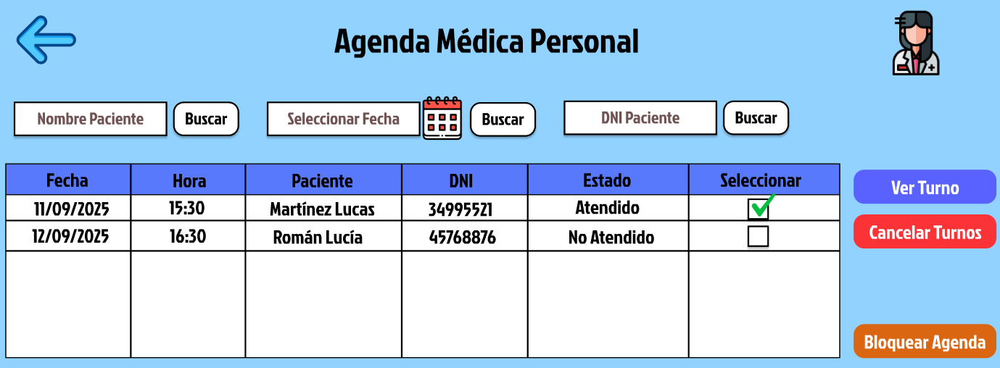 Agenda Médica Personal
Nombre Paciente Buscar Seleccionar Fecha Buscar DNI Paciente Buscar
Fecha Hora Paciente DNI Estado Seleccionar
11/09/2025 15:30 Martínez Lucas 34995521 Atendido
12/09/2025 16:30 Román Lucía 45768876 No Atendido
Ver Turno
Cancelar Turnos
Bloquear Agenda